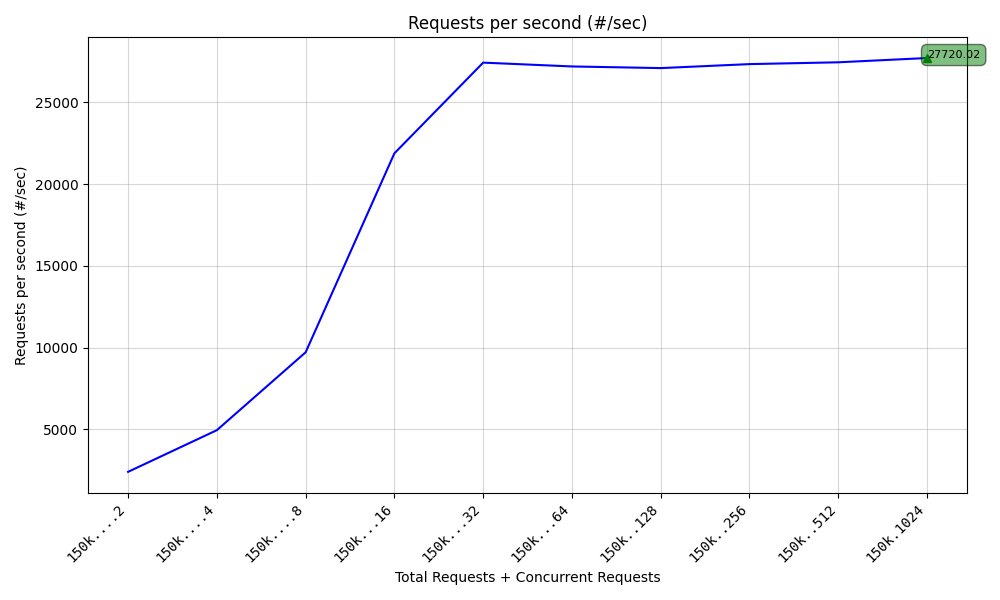 Requests per second (#/sec)
27720.02
25000
20000
15000
10000
5000
Requests per second (#/sec)
150k....2
150k....4
150k....8
150k...16
150k...32
150k...64
150k..128
150k..256
150k..512
150k.1024
Total Requests + Concurrent Requests